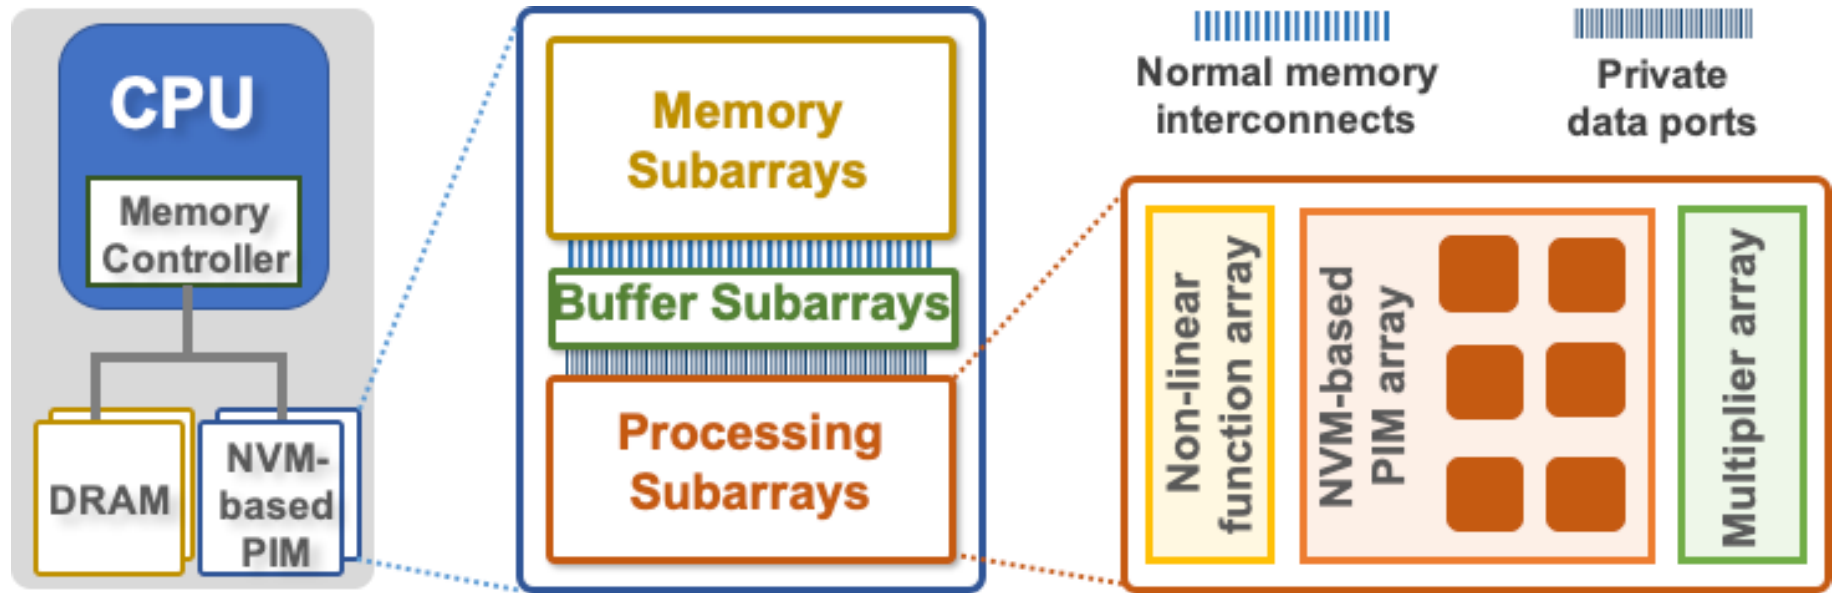 CPU
Memory
Controller
DRAM
NVM-
based
PIM
Memory
Subarrays
Buffer Subarrays
Processing
Subarrays
Normal memory
interconnects
Private
data ports
Non-linear
function array
NVM-based
PIM array
Multiplier array